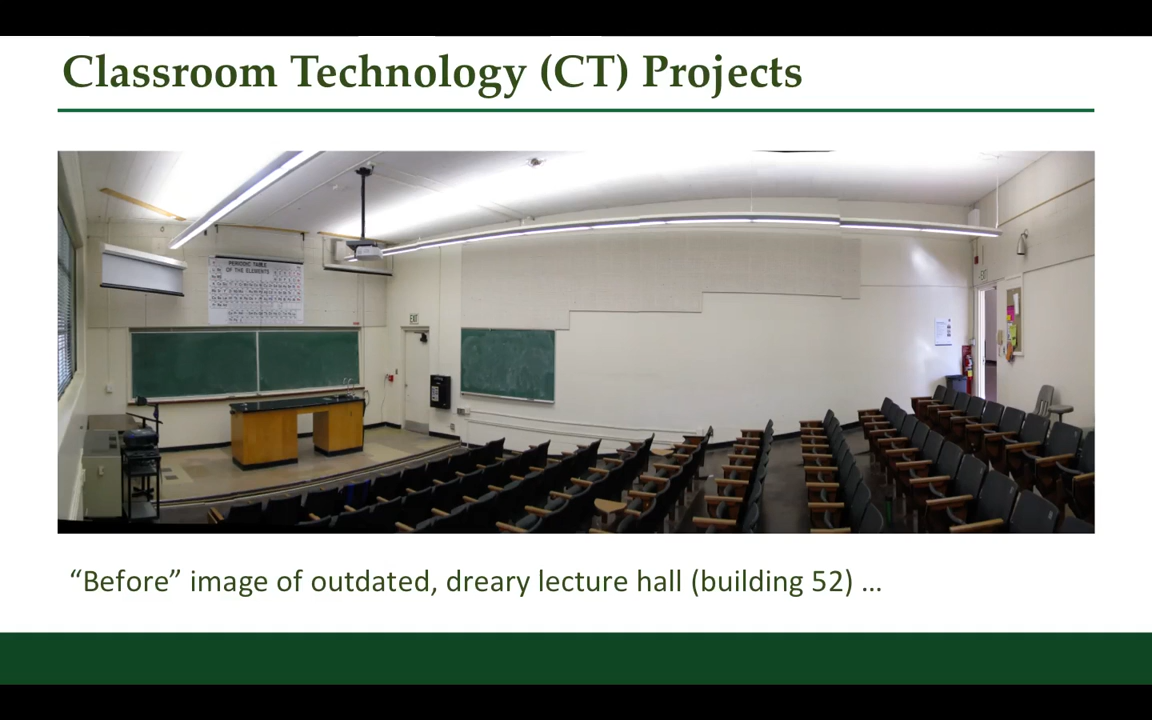 Classroom Technology (CT) Projects
PERIODIC TABLE
OF THE ELEMENTS
EXIT
EXIT
“Before” image of outdated, dreary lecture hall (building 52) ...